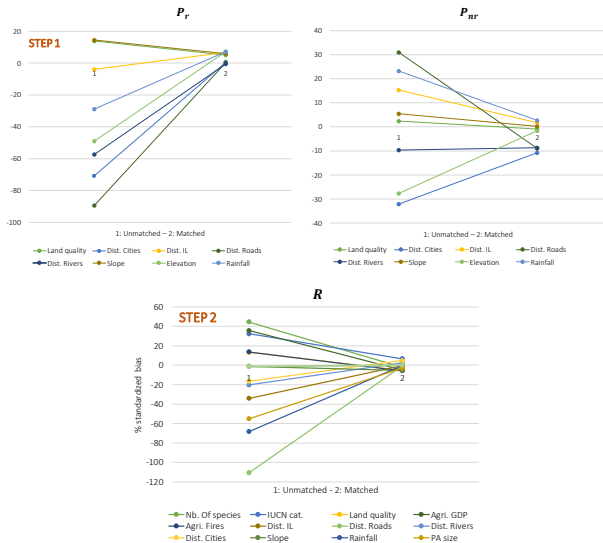 P_r
STEP 1
20
0
-20
-40
-60
-80
-100
1
2
1: Unmatched – 2: Matched
Land quality Dist. Cities Dist. IL Dist. Roads
Dist. Rivers Slope Elevation Rainfall
P_nr
40
30
20
10
0
-10
-20
-30
-40
1
2
1: Unmatched – 2: Matched
Land quality Dist. Cities Dist. IL Dist. Roads
Dist. Rivers Slope Elevation Rainfall
R
STEP 2
% standardized bias
60
40
20
0
-20
-40
-60
-80
-100
-120
1
2
1: Unmatched - 2: Matched
Nb. Of species IUCN cat. Land quality Agri. GDP
Agri. Fires Dist. IL Dist. Roads Dist. Rivers
Dist. Cities Slope Rainfall PA size